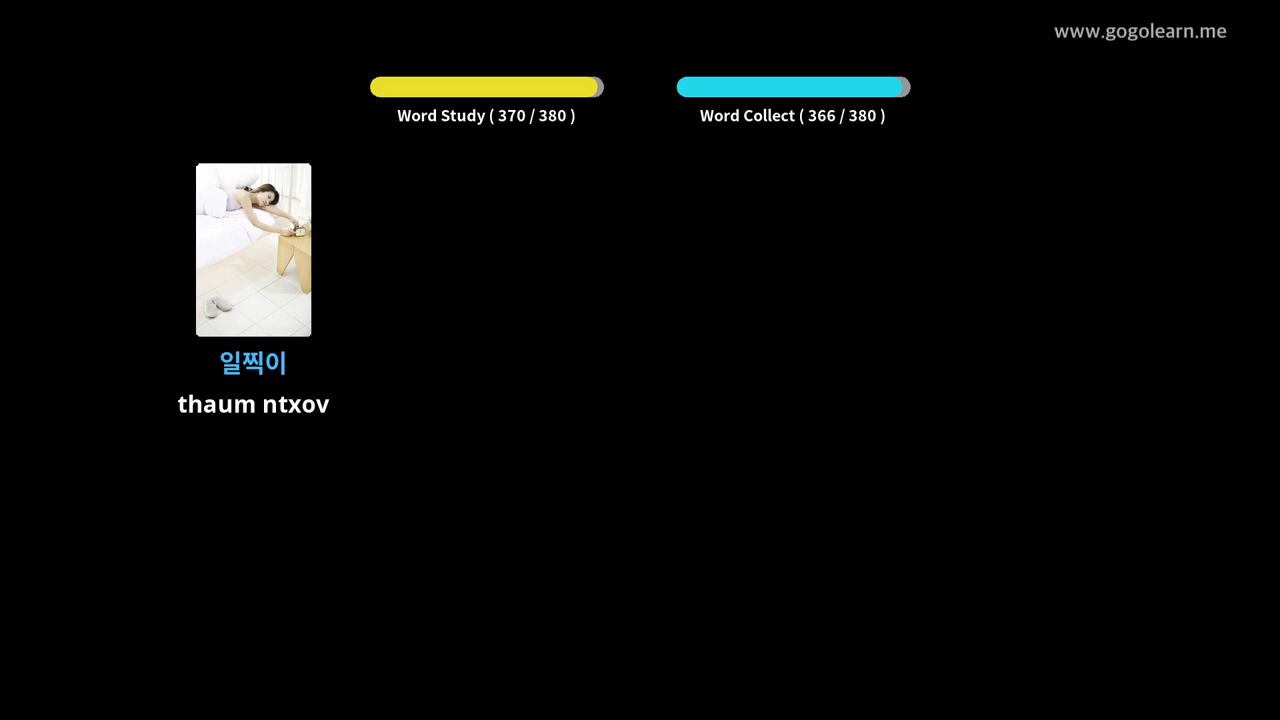 www.gogolearn.me
Word Study ( 370 / 380 )
Word Collect ( 366 / 380 )
일찍이
thaum ntxov